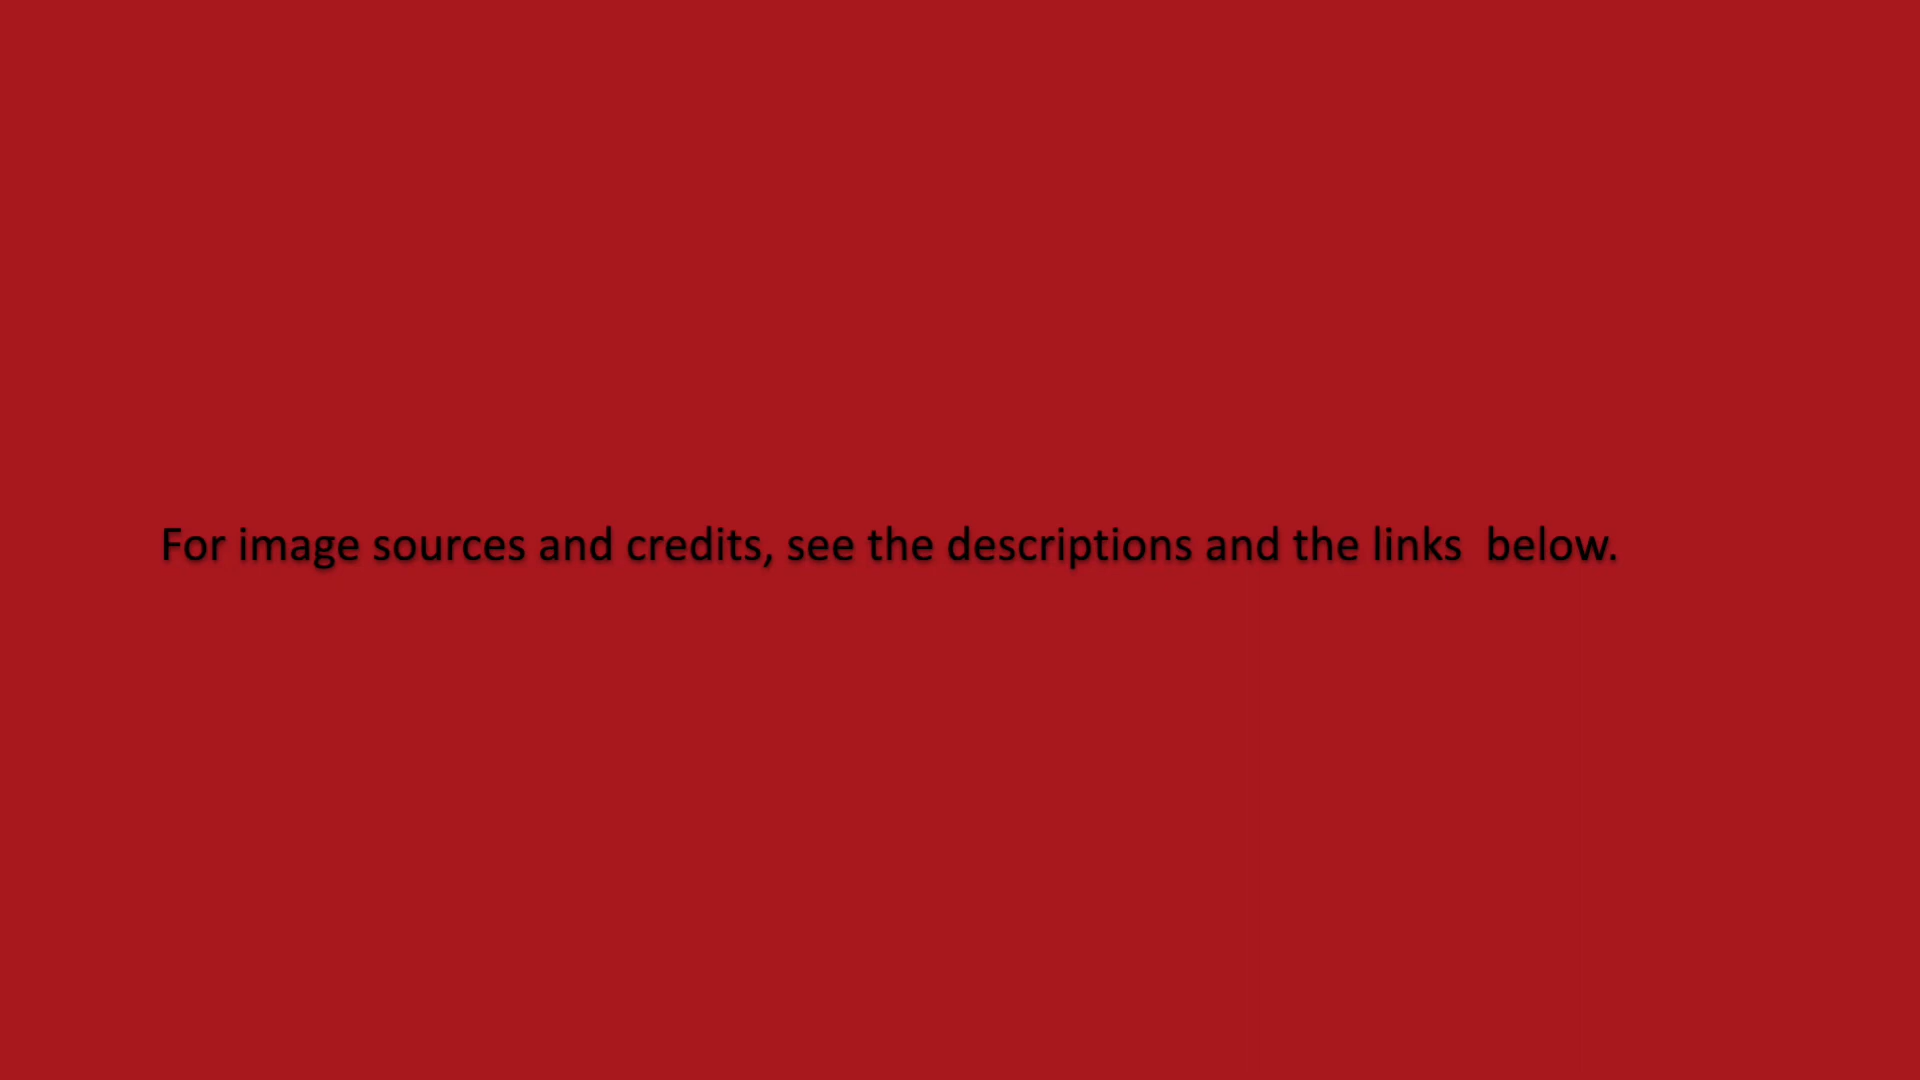 For image sources and credits, see the descriptions and the links  below.